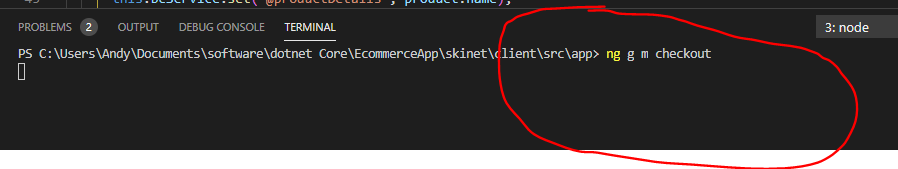 this.bcService.set('@productDetails', product.name);
PROBLEMS 2 OUTPUT DEBUG CONSOLE TERMINAL 3: node
PS C:\Users\Andy\Documents\software\dotnet Core\EcommerceApp\skinet\client\src\app> ng g m checkout